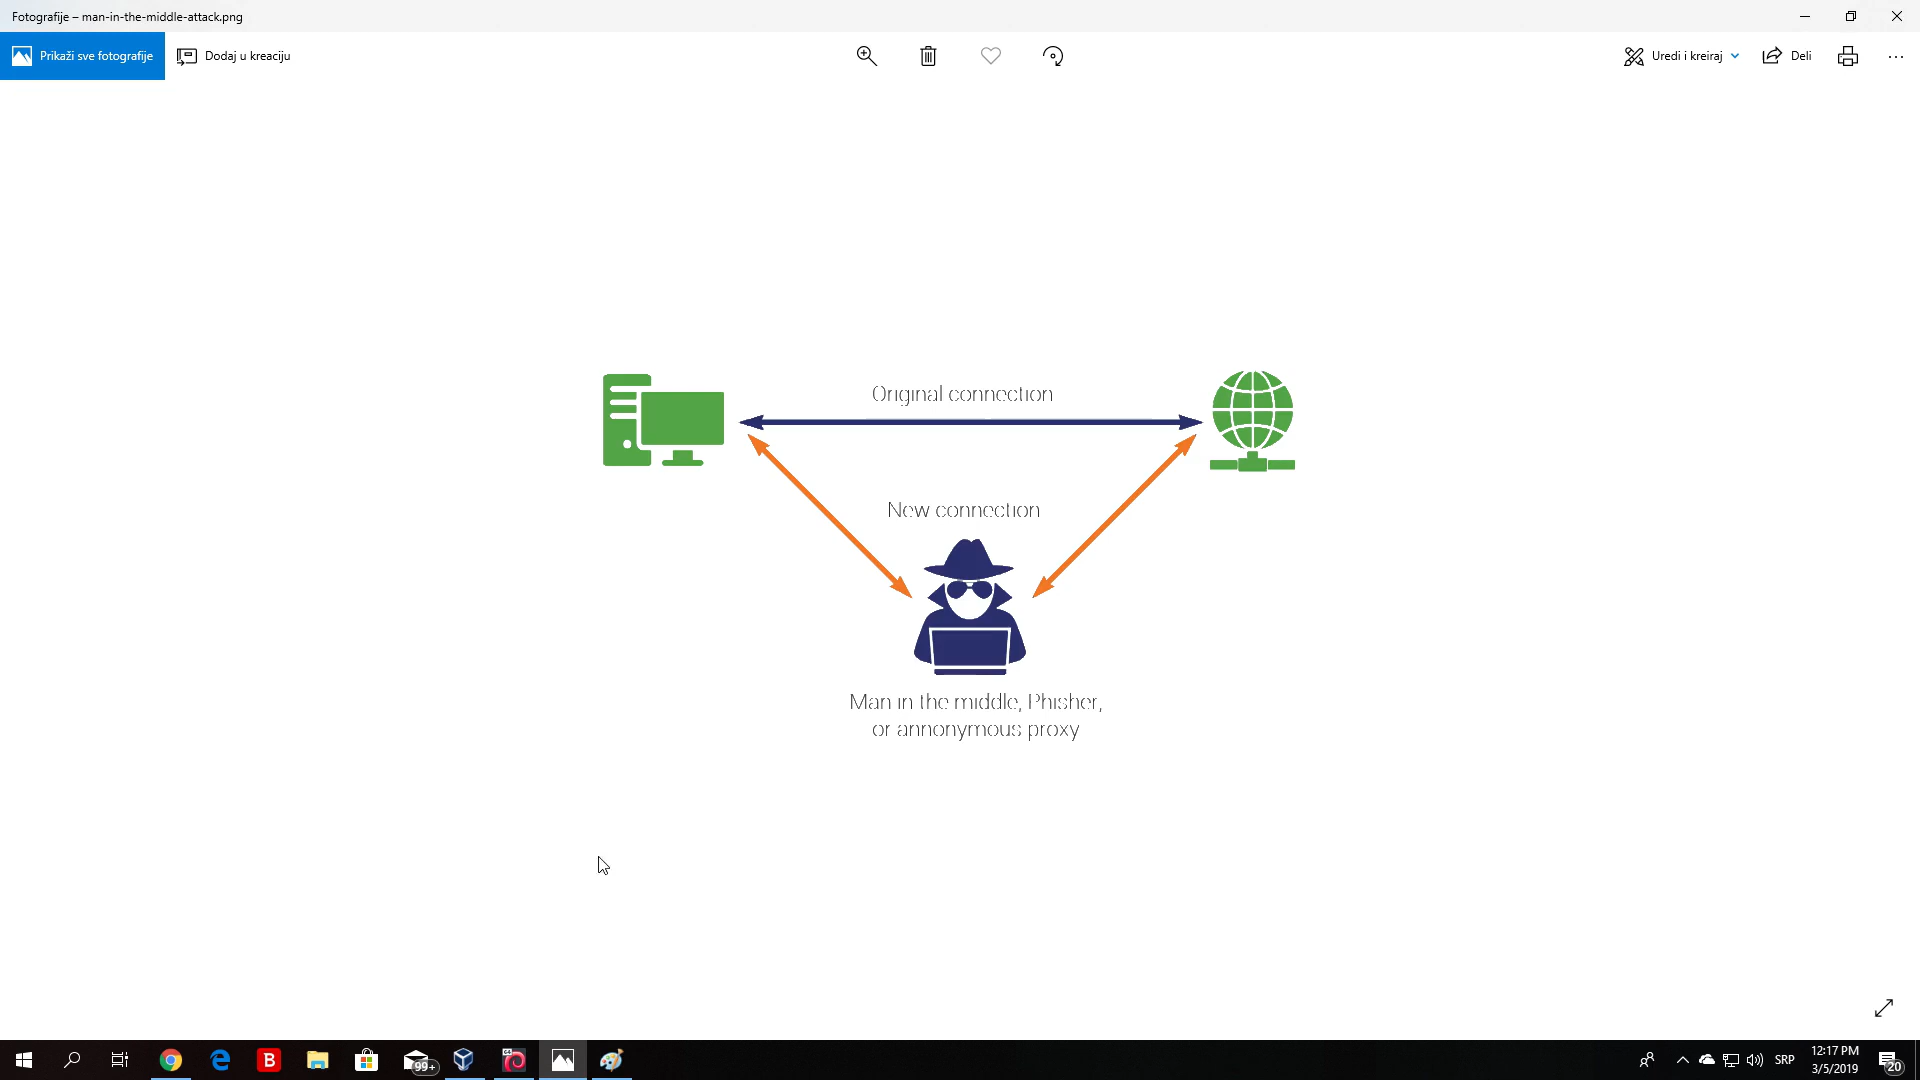 Fotografije – man-in-the-middle-attack.png
Prikaži sve fotografije
Dodaj u kreaciju
Uredi i kreiraj
Deli
Original connection
New connection
Man in the middle, Phisher,
or annonymous proxy
B
99+
64
SRP
12:17 PM
3/5/2019
20